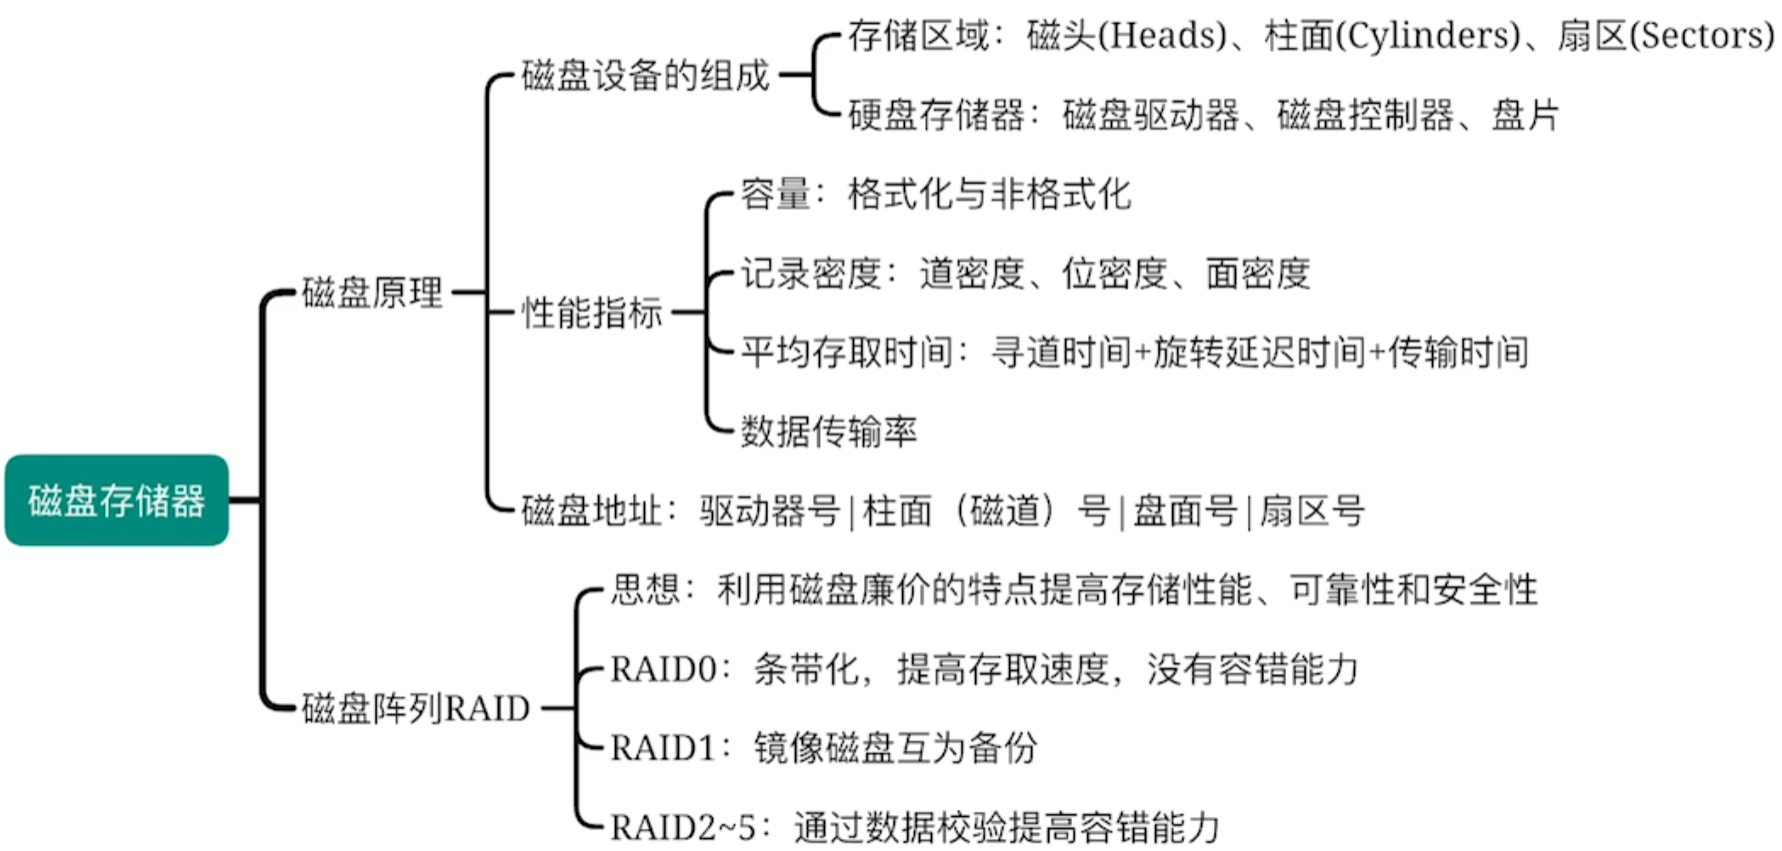 存储区域：磁头(Heads)、柱面(Cylinders)、扇区(Sectors)
磁盘设备的组成
硬盘存储器：磁盘驱动器、磁盘控制器、盘片
容量：格式化与非格式化
记录密度：道密度、位密度、面密度
磁盘原理
性能指标
平均存取时间：寻道时间+旋转延迟时间+传输时间
数据传输率
磁盘存储器
磁盘地址：驱动器号|柱面（磁道）号|盘面号|扇区号
思想：利用磁盘廉价的特点提高存储性能、可靠性和安全性
RAID0：条带化，提高存取速度，没有容错能力
磁盘阵列RAID
RAID1：镜像磁盘互为备份
RAID2~5：通过数据校验提高容错能力